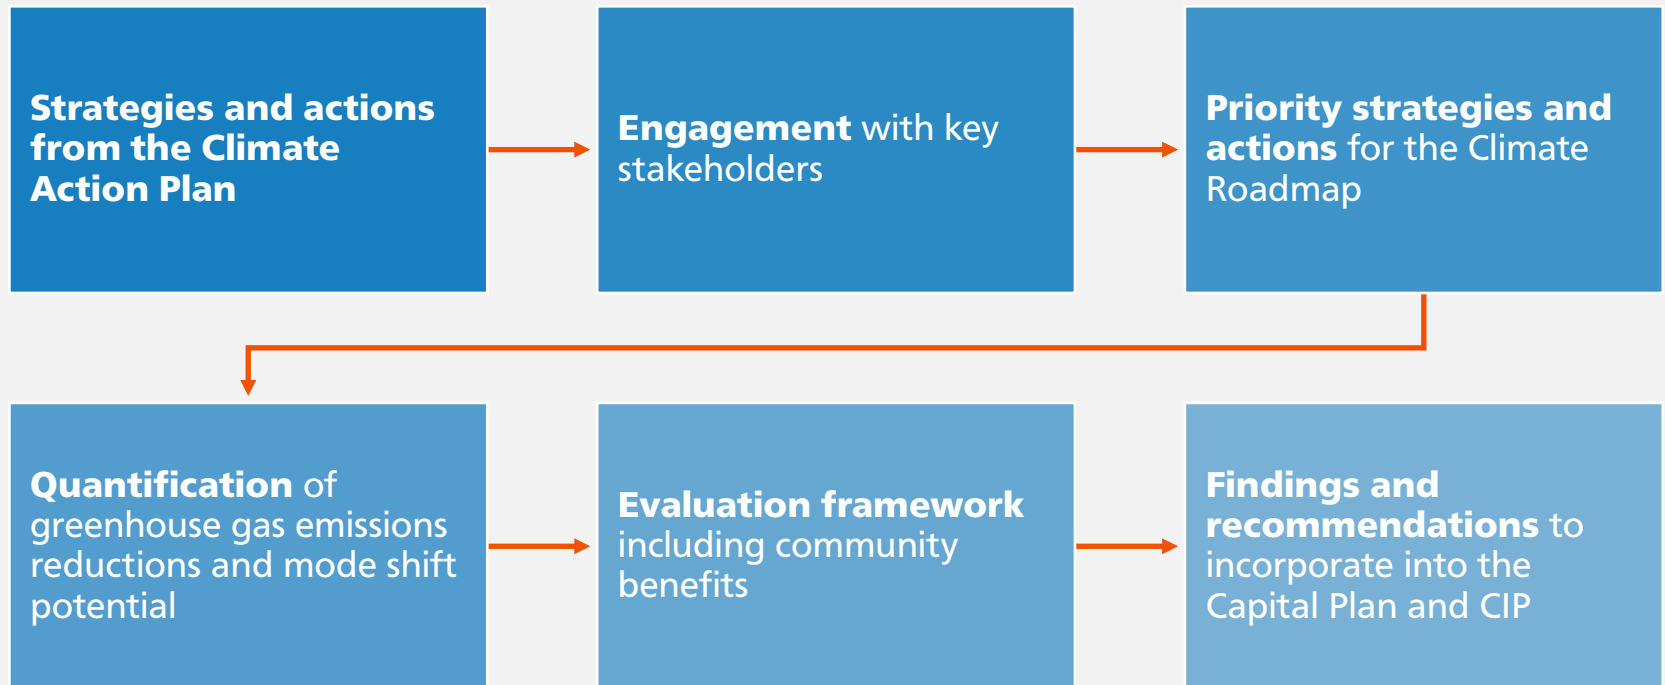 Strategies and actions
from the Climate
Action Plan
Engagement with key
stakeholders
Priority strategies and
actions for the Climate
Roadmap
Quantification of
greenhouse gas emissions
reductions and mode shift
potential
Evaluation framework
including community
benefits
Findings and
recommendations to
incorporate into the
Capital Plan and CIP